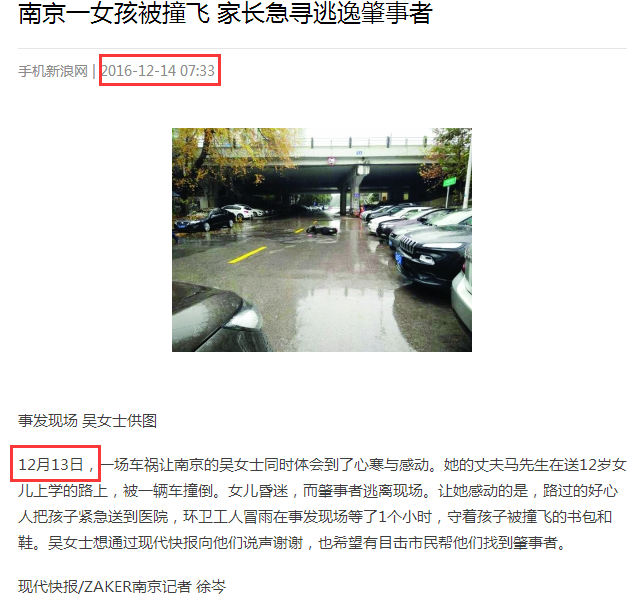 南京一女孩被撞飞 家长急寻逃逸肇事者
手机新浪网 | 2016-12-14 07:33
事发现场 吴女士供图
12月13日，一场车祸让南京的吴女士同时体会到了心寒与感动。她的丈夫马先生在送12岁女
儿上学的路上，被一辆车撞倒。女儿昏迷，而肇事者逃离现场。让她感动的是，路过的好心
人把孩子紧急送到医院，环卫工人冒雨在事发现场等了1个小时，守着孩子被撞飞的书包和
鞋。吴女士想通过现代快报向他们说声谢谢，也希望有目击市民帮他们找到肇事者。
现代快报/ZAKER南京记者 徐岑